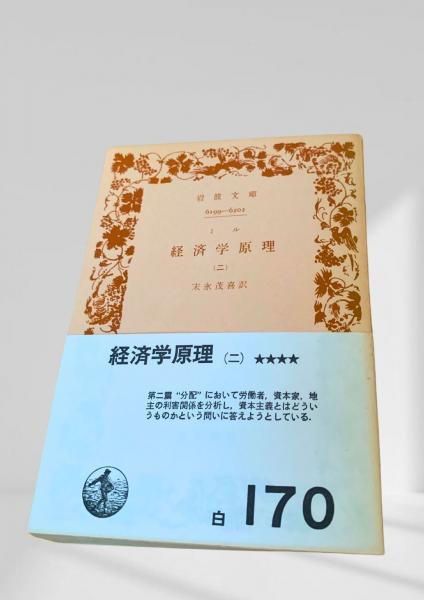 岩波文庫
6199—6202
ミル
経済学原理
(二)
末永茂喜訳
経済学原理 (二) ★★★★
第二篇 “分配”において労働者，資本家，地
主の利害関係を分析し，資本主義とはどうい
うものかという問いに答えようとしている．
白 170